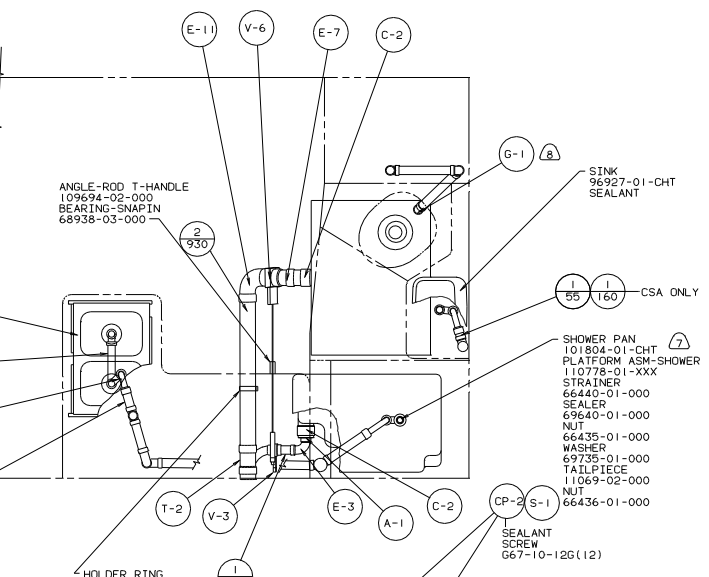 E-11
V-6
E-7
C-2
G-1
8
SINK
96927-01-CHT
SEALANT
ANGLE-ROD T-HANDLE
109694-02-000
BEARING-SNAPIN
68938-03-000
2
930
1
55
1
160
CSA ONLY
SHOWER PAN
7
101804-01-CHT
PLATFORM ASM-SHOWER
110778-01-XXX
STRAINER
66440-01-000
SEALER
69640-01-000
NUT
66435-01-000
WASHER
69735-01-000
TAILPIECE
11069-02-000
NUT
66436-01-000
T-2
V-3
E-3
A-1
C-2
CP-2
S-1
SEALANT
SCREW
G67-10-12G(12)
HOLDER RING
1